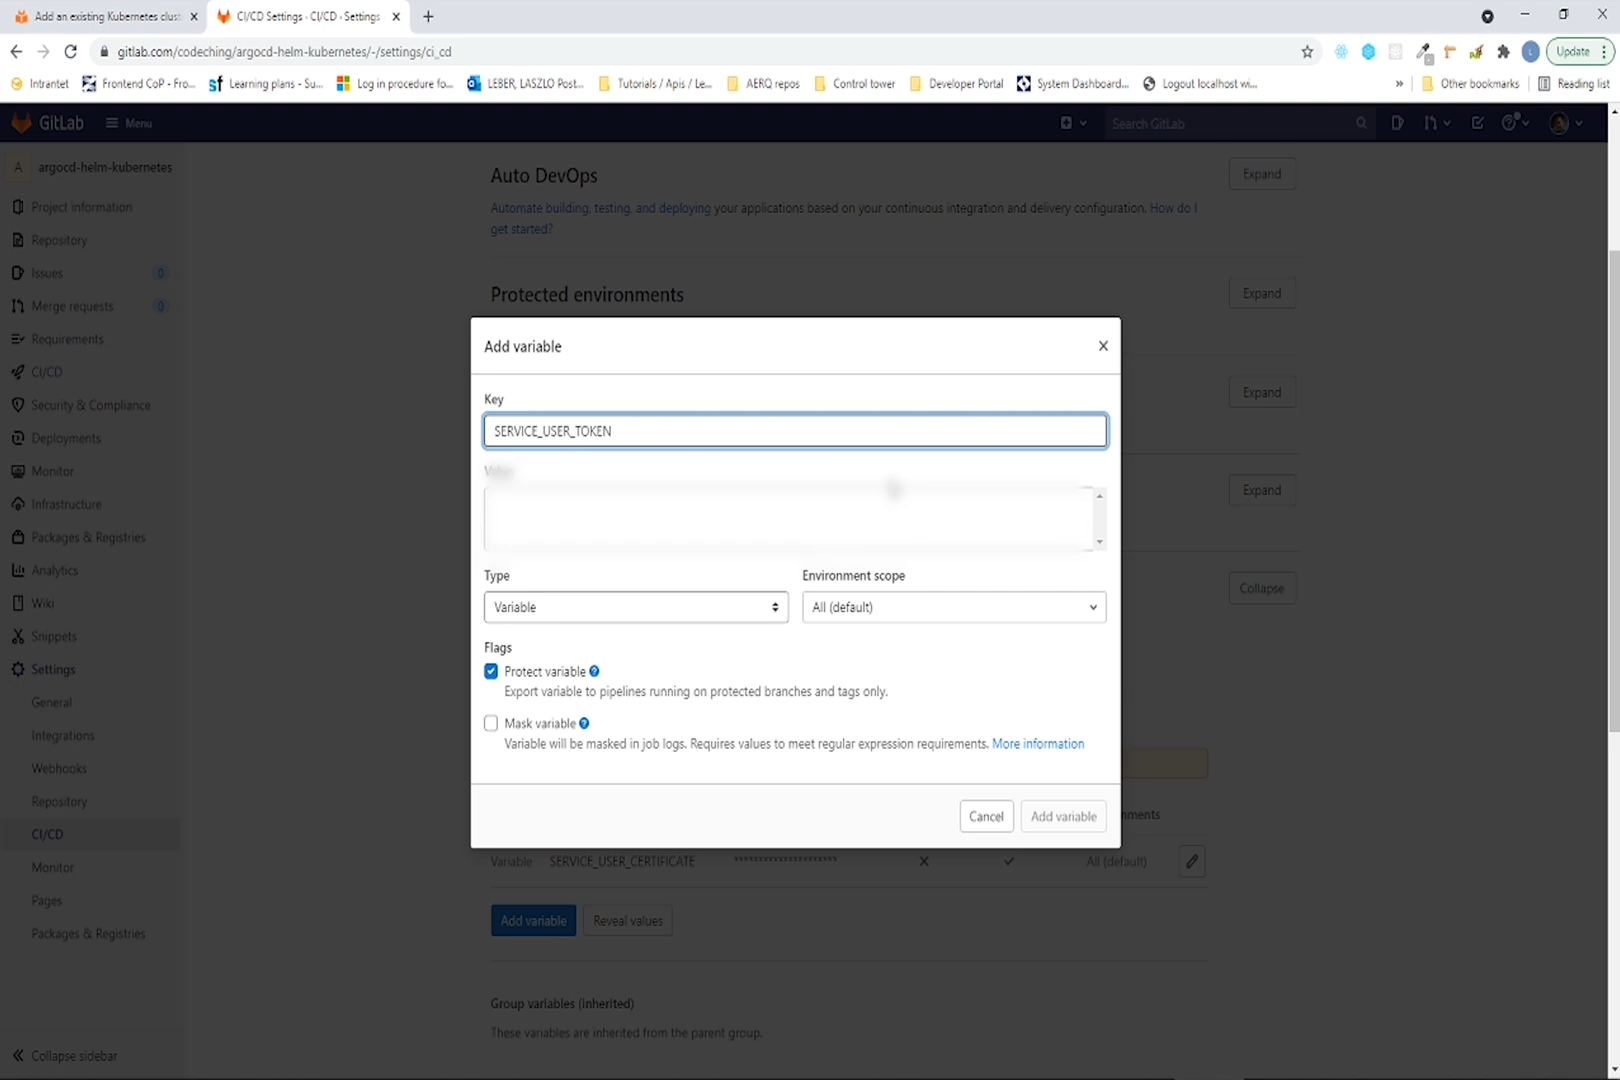 Add an existing Kubernetes clust
CI/CD Settings · CI/CD · Settings
gitlab.com/codeching/argocd-helm-kubernetes/-/settings/ci_cd
Update
Intrantet
Frontend CoP - Fro...
Learning plans - Su...
Log in procedure fo...
LEBER, LASZLO Post...
Tutorials / Apis / Le...
AERQ repos
Control tower
Developer Portal
System Dashboard...
Logout localhost wi...
Other bookmarks
Reading list
GitLab
Menu
Search GitLab
A argocd-helm-kubernetes
Project information
Repository
Issues 0
Merge requests 0
Requirements
CI/CD
Security & Compliance
Deployments
Monitor
Infrastructure
Packages & Registries
Analytics
Wiki
Snippets
Settings
General
Integrations
Webhooks
Repository
CI/CD
Monitor
Pages
Packages & Registries
Collapse sidebar
Auto DevOps
Expand
Automate building, testing, and deploying your applications based on your continuous integration and delivery configuration. How do I
get started?
Protected environments
Expand
Expand
Expand
Collapse
Add variable
Key
SERVICE_USER_TOKEN
Value
Type
Environment scope
Variable
All (default)
Flags
Protect variable
Export variable to pipelines running on protected branches and tags only.
Mask variable
Variable will be masked in job logs. Requires values to meet regular expression requirements. More information
Cancel
Add variable
nments
Variable SERVICE_USER_CERTIFICATE ********************* All (default)
Add variable
Reveal values
Group variables (inherited)
These variables are inherited from the parent group.